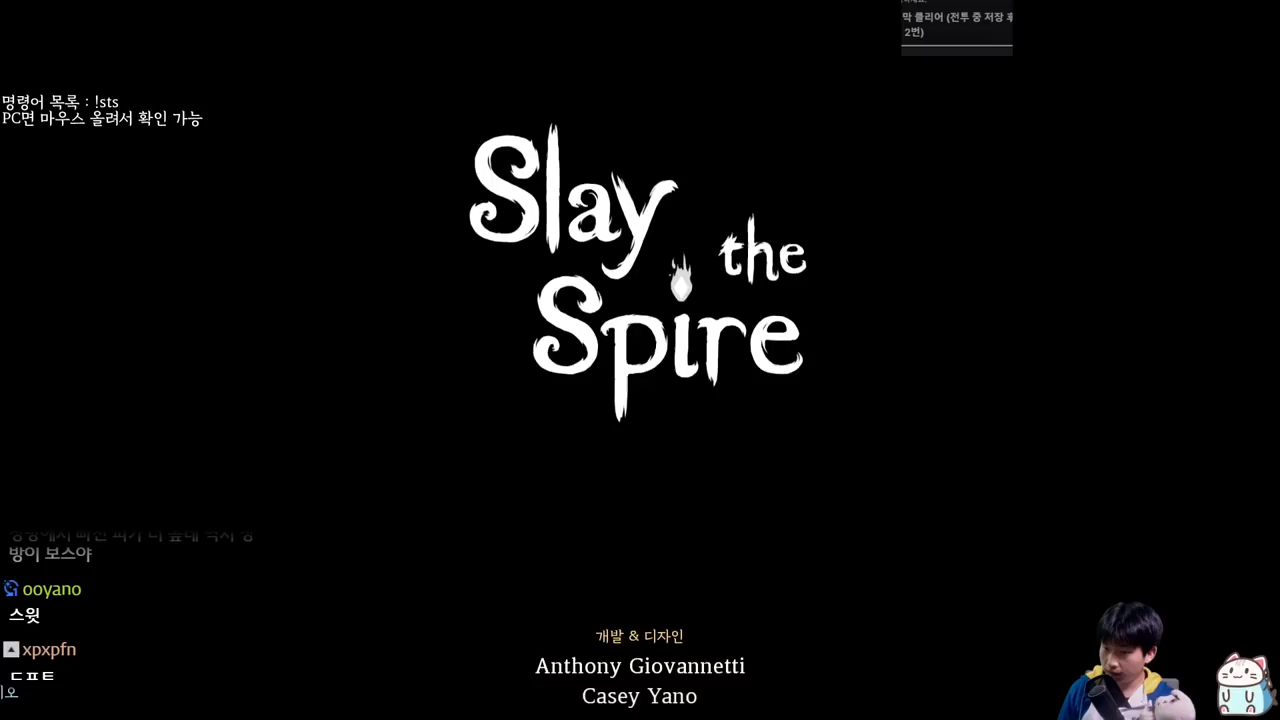 막 클리어 (전투 중 저장 후
2번)
명령어 목록 : !sts
PC면 마우스 올려서 확인 가능
Slay
the
Spire
방이 보스야
ooyano
스윗
xpxpfn
ㄷㅍㅌ
개발 & 디자인
Anthony Giovannetti
Casey Yano